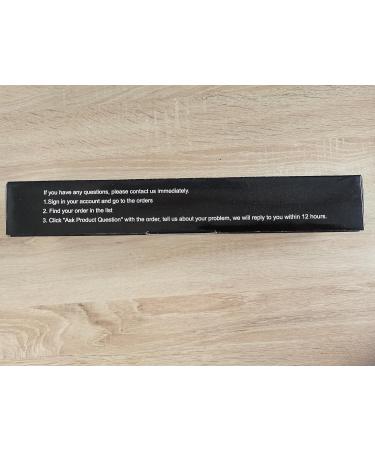 If you have any questions, please contact us immediately.
1.Sign in your account and go to the orders
2. Find your order in the list
3. Click "Ask Product Question" with the order, tell us about your problem, we will reply to you within 12 hours.